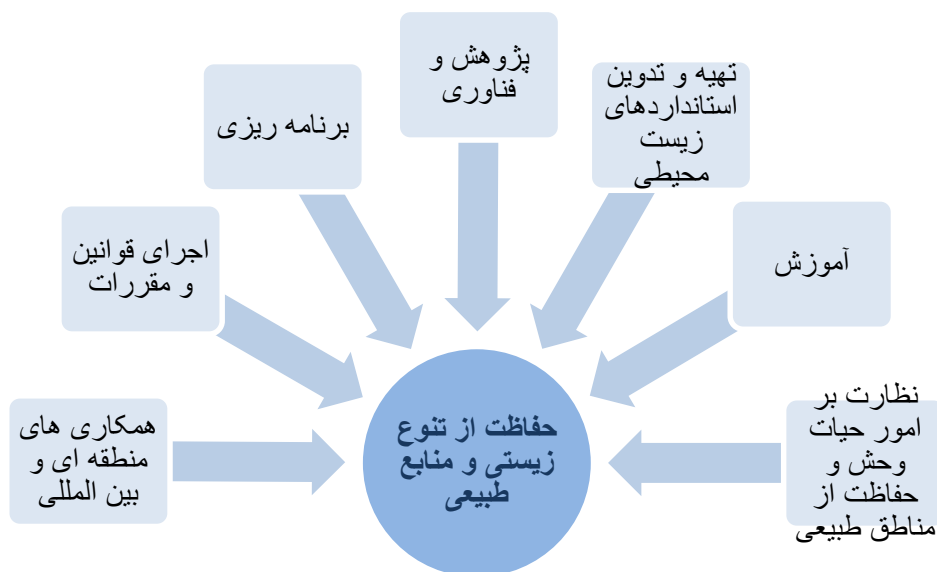 پژوهش و
فناوری
تهیه و تدوین
استانداردهای
زیست
محیطی
برنامه ریزی
آموزش
اجرای قوانین
و مقررات
نظارت بر
امور حیات
وحش و
حفاظت از
مناطق طبیعی
همکاری های
منطقه ای و
بین المللی
حفاظت از تنوع
زیستی و منابع
طبیعی